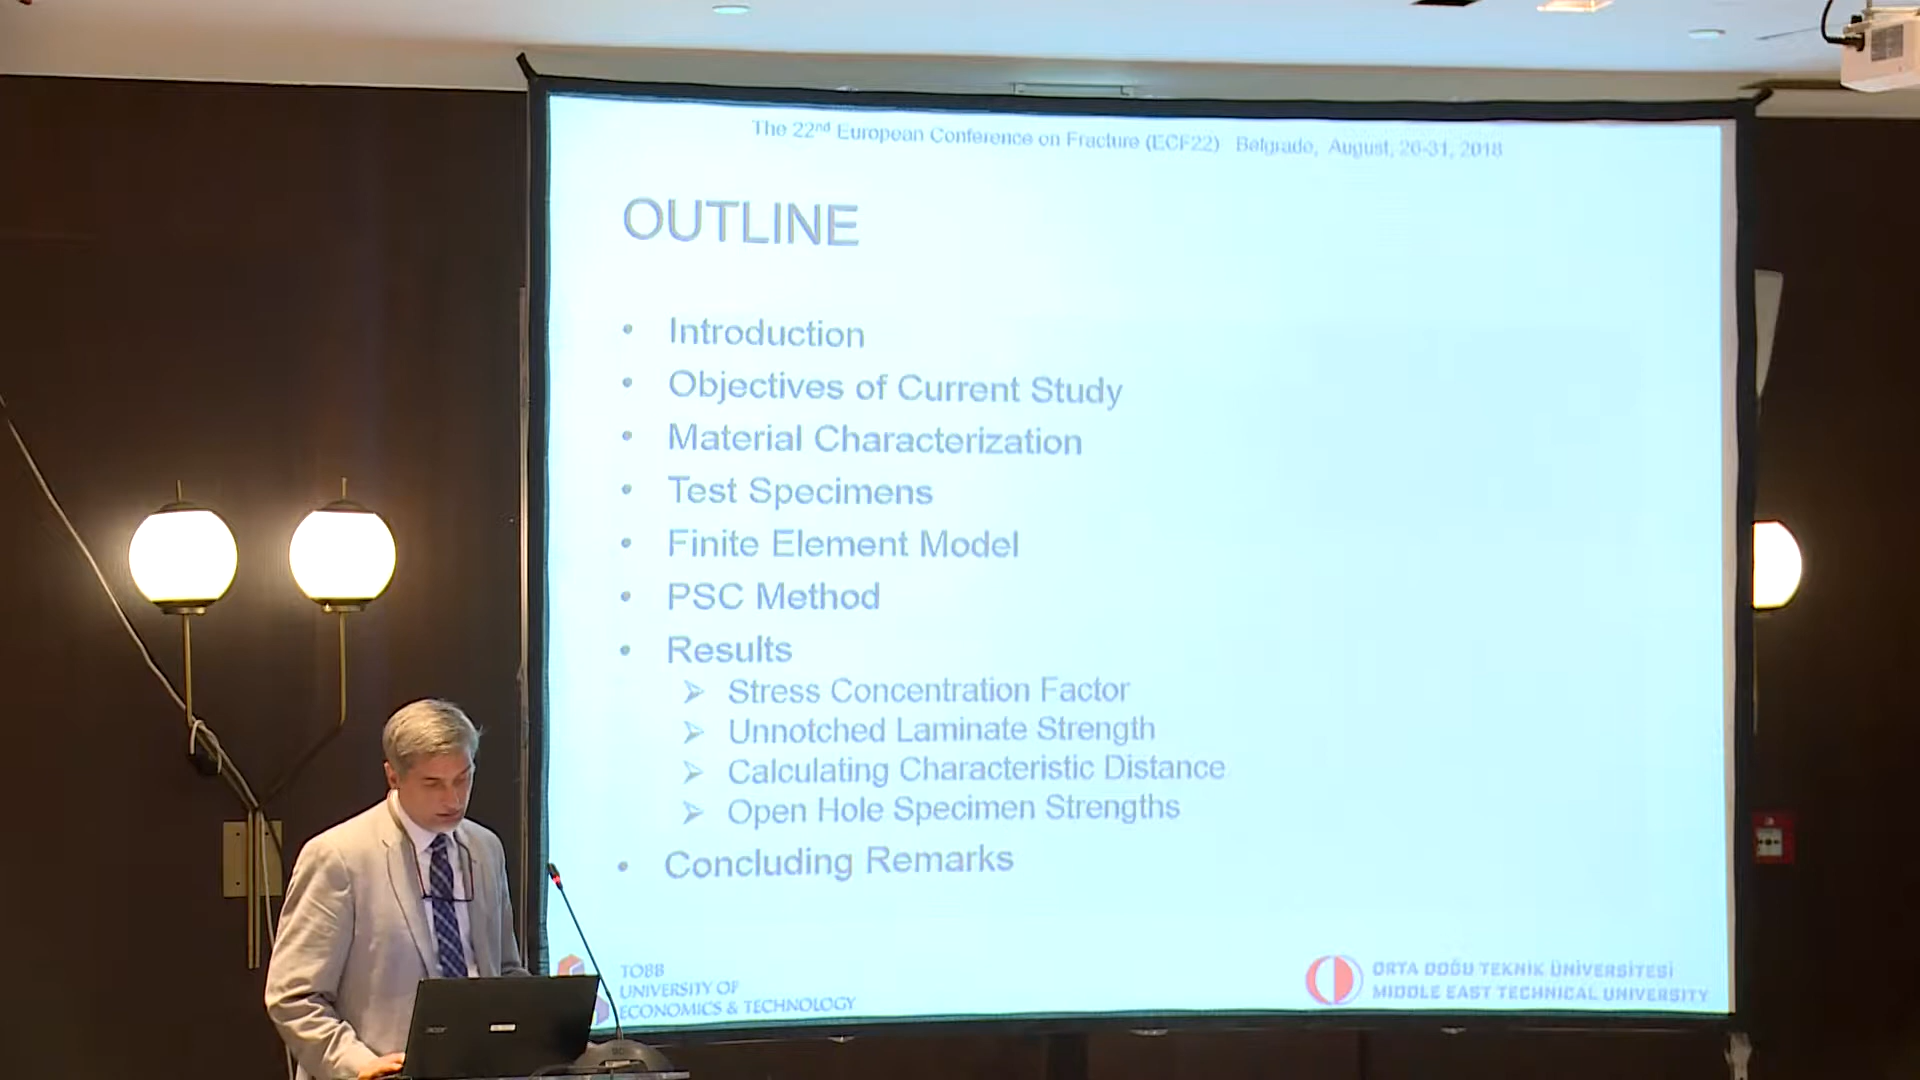 The 22nd European Conference on Fracture (ECF22) Belgrade, August, 26-31, 2018
OUTLINE
• Introduction
• Objectives of Current Study
• Material Characterization
• Test Specimens
• Finite Element Model
• PSC Method
• Results
➢ Stress Concentration Factor
➢ Unnotched Laminate Strength
➢ Calculating Characteristic Distance
➢ Open Hole Specimen Strengths
• Concluding Remarks
TOBB
UNIVERSITY OF
ECONOMICS & TECHNOLOGY
ORTA DOĞU TEKNİK ÜNİVERSİTESİ
MIDDLE EAST TECHNICAL UNIVERSITY
acer